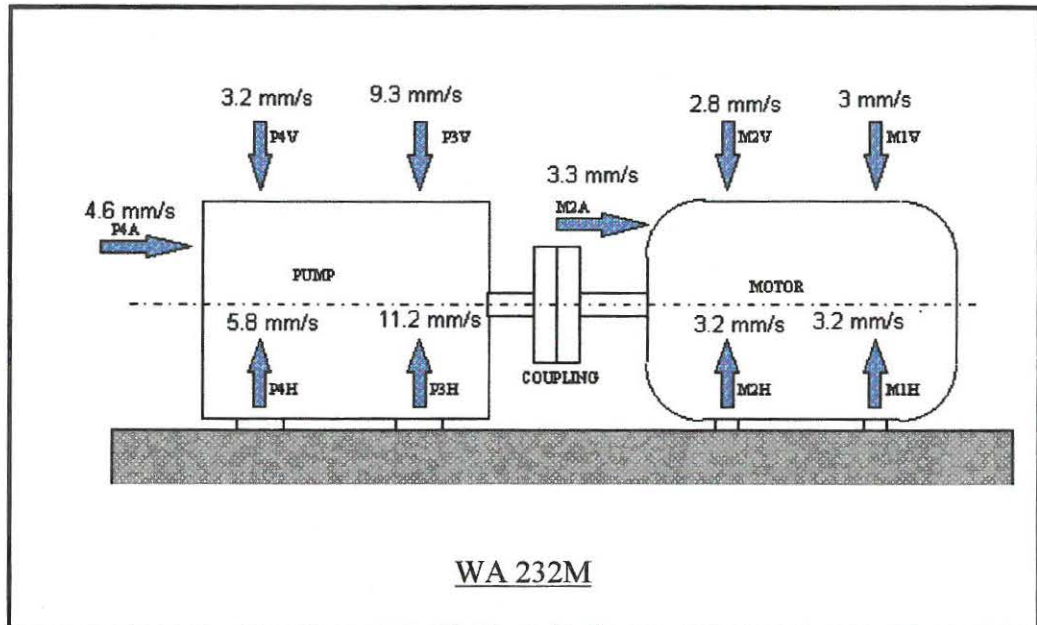 3.2 mm/s 9.3 mm/s 2.8 mm/s 3 mm/s
P4V P3V M2V M1V
3.3 mm/s
4.6 mm/s M2A
P4A
PUMP MOTOR
5.8 mm/s 11.2 mm/s 3.2 mm/s 3.2 mm/s
COUPLING
P4H P3H M2H M1H
WA 232M